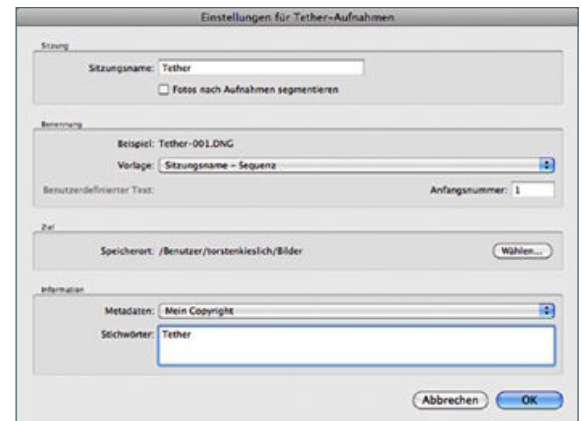 Einstellungen für Tether-Aufnahmen
Sitzung
Sitzungsname: Tether
Fotos nach Aufnahmen segmentieren
Benennung
Beispiel: Tether-001.DNG
Vorlage: Sitzungsname – Sequenz
Benutzerdefinierter Text: Anfangsnummer: 1
Ziel
Speicherort: /Benutzer/torstenkieslich/Bilder Wählen...
Information
Metadaten: Mein Copyright
Stichwörter: Tether
Abbrechen OK